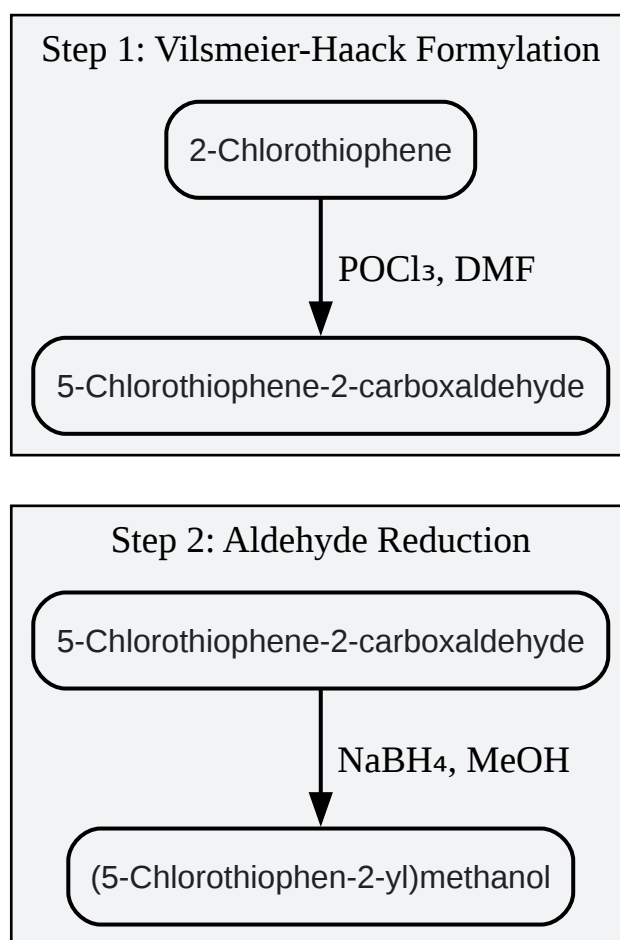 Step 1: Vilsmeier-Haack Formylation
2-Chlorothiophene
POCl₃, DMF
5-Chlorothiophene-2-carboxaldehyde
Step 2: Aldehyde Reduction
5-Chlorothiophene-2-carboxaldehyde
NaBH₄, MeOH
(5-Chlorothiophen-2-yl)methanol